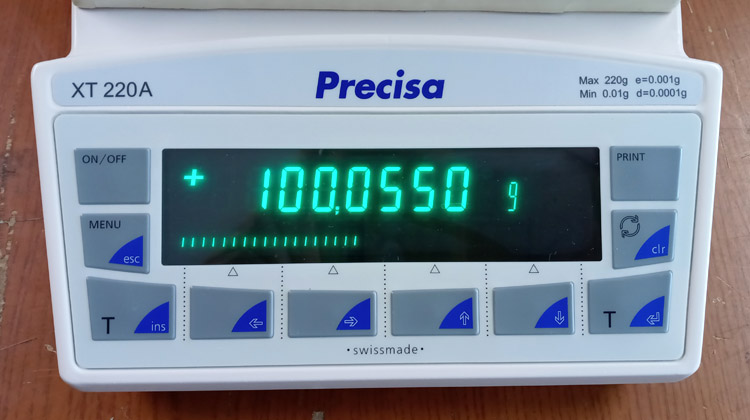 XT 220A
Precisa
Max 220g e=0.001g
Min 0.01g d=0.0001g
ON/OFF
+ 100.0550 g
PRINT
MENU
esc
clr
T ins
T
•swissmade•